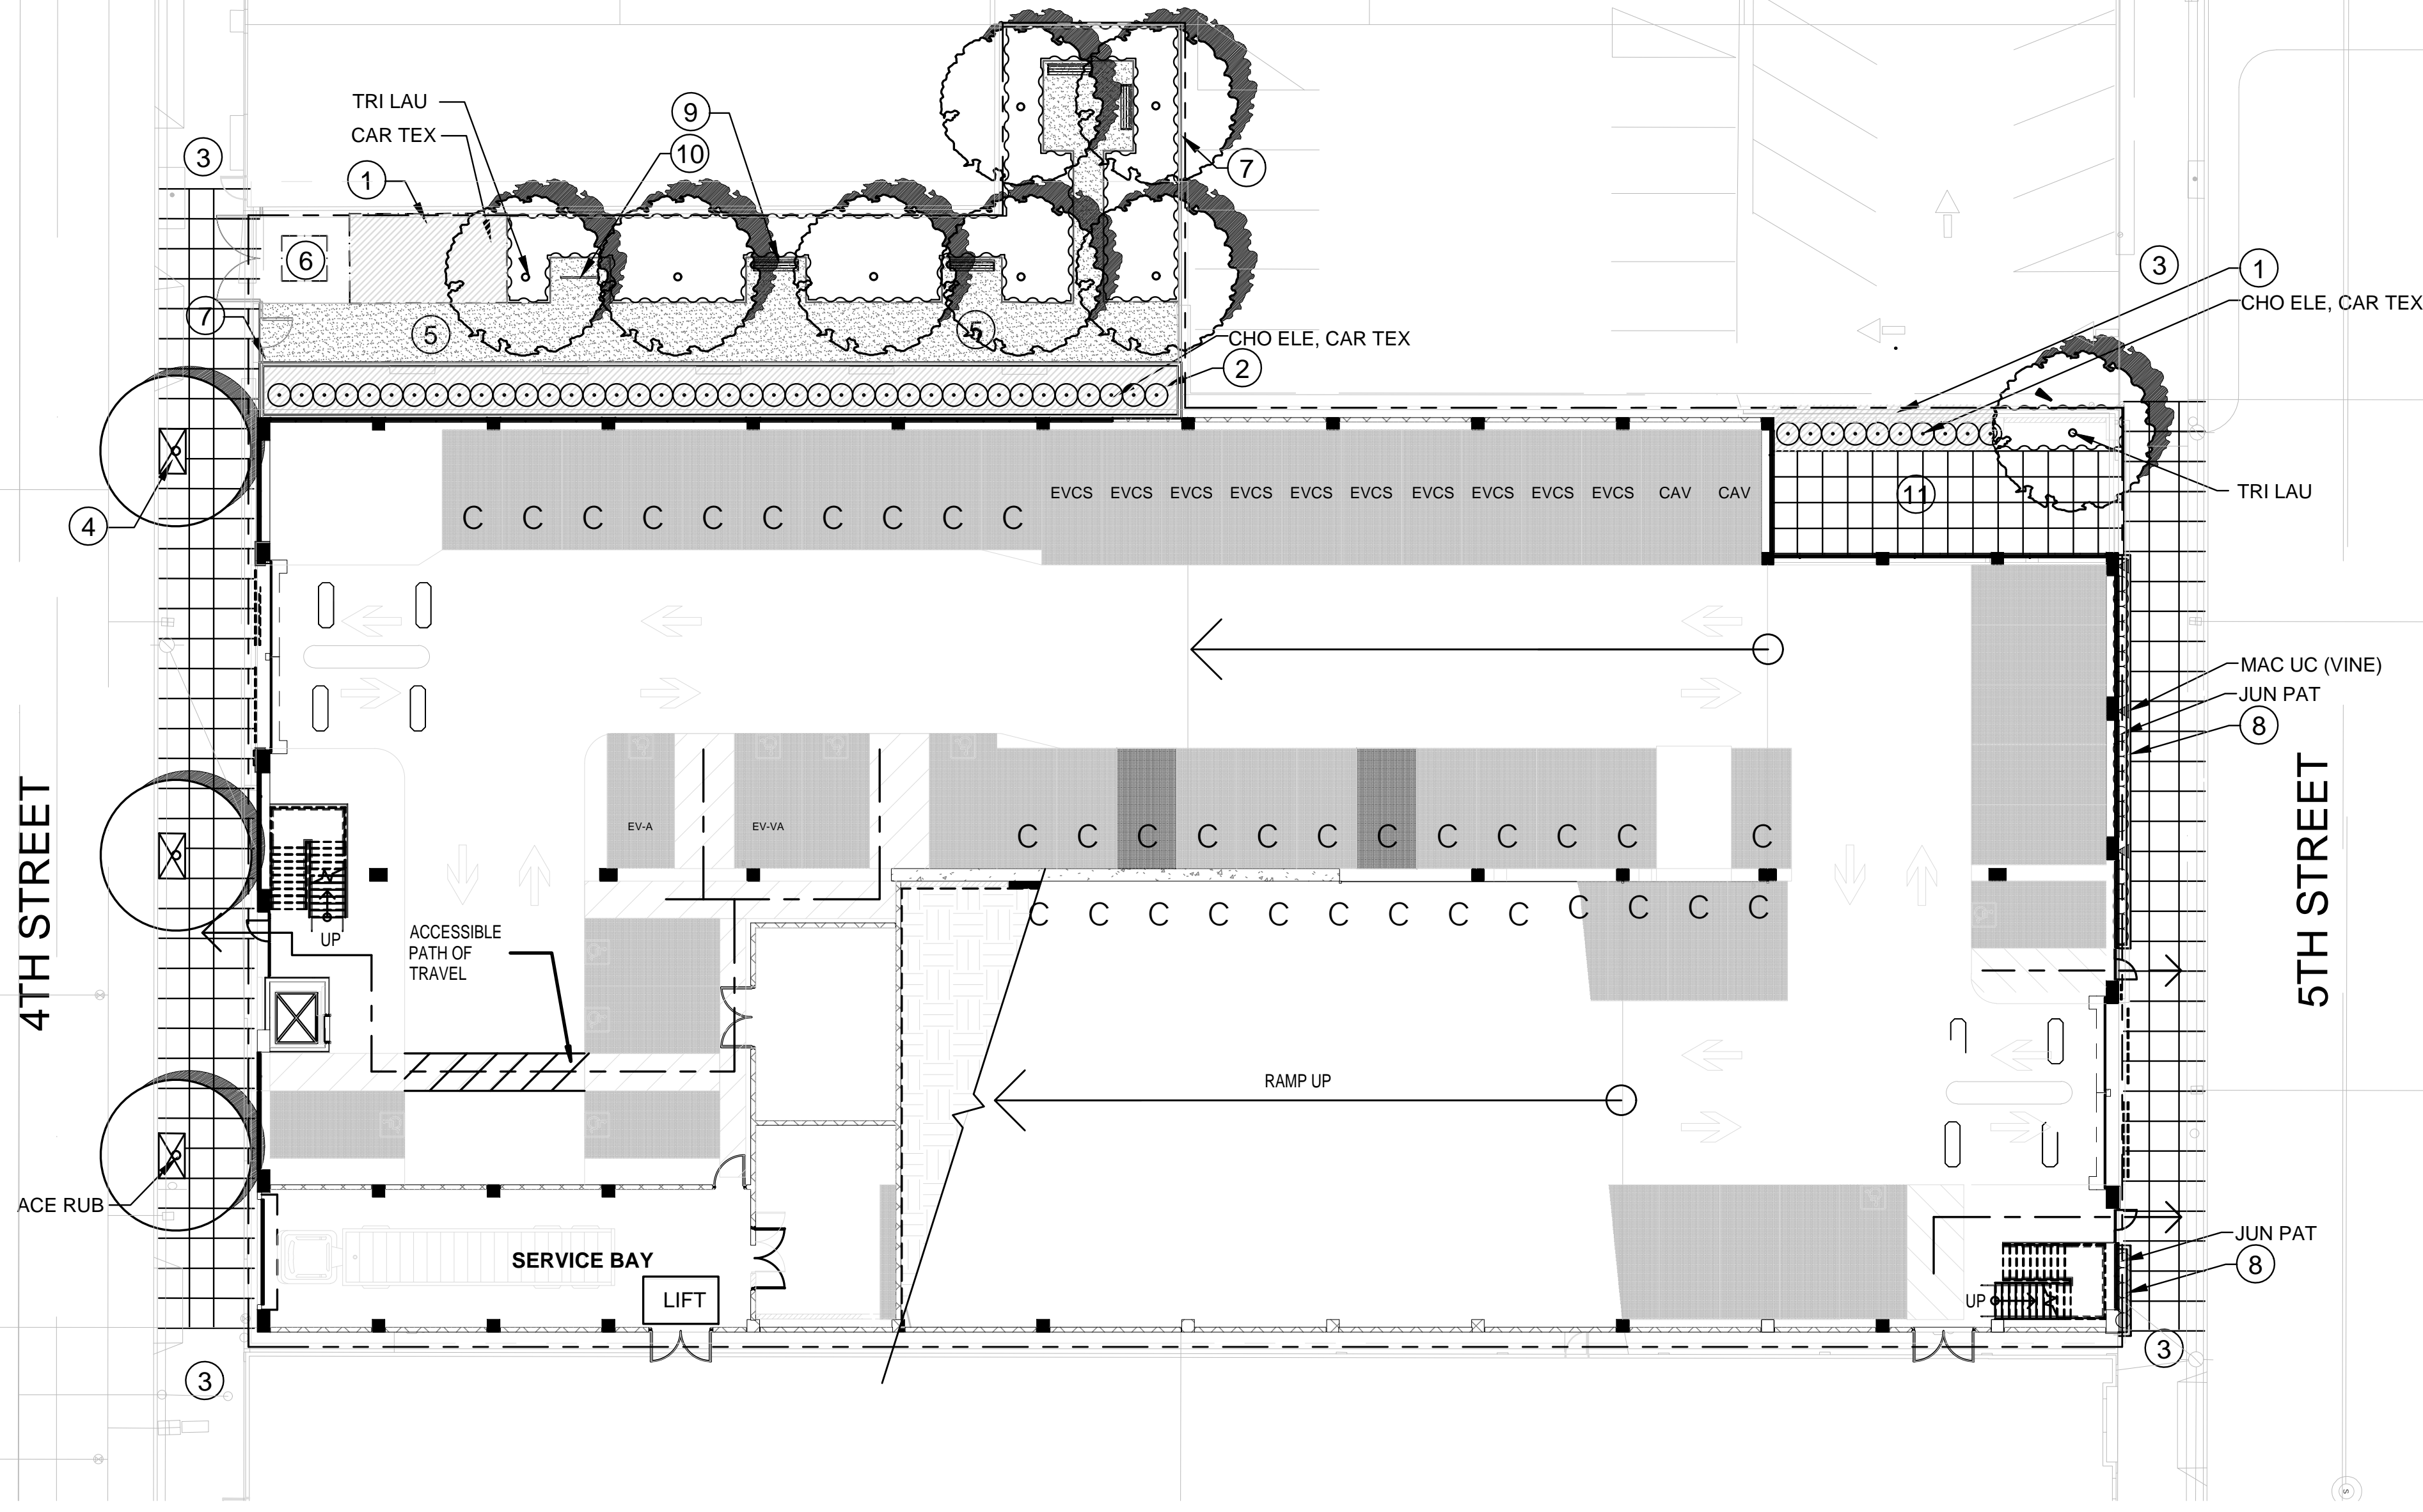 TRI LAU
CAR TEX
9
10
3
1
7
6
7
5
5
3
1
CHO ELE, CAR TEX
CHO ELE, CAR TEX
2
4
11
TRI LAU
EVCS EVCS EVCS EVCS EVCS EVCS EVCS EVCS EVCS EVCS CAV CAV
C C C C C C C C C C
MAC UC (VINE)
JUN PAT
8
4TH STREET
5TH STREET
EV-A
EV-VA
C C C C C C C C C C C C
C C C C C C C C C C C C C
UP
ACCESSIBLE
PATH OF
TRAVEL
RAMP UP
ACE RUB
SERVICE BAY
LIFT
UP
JUN PAT
8
3
3
S